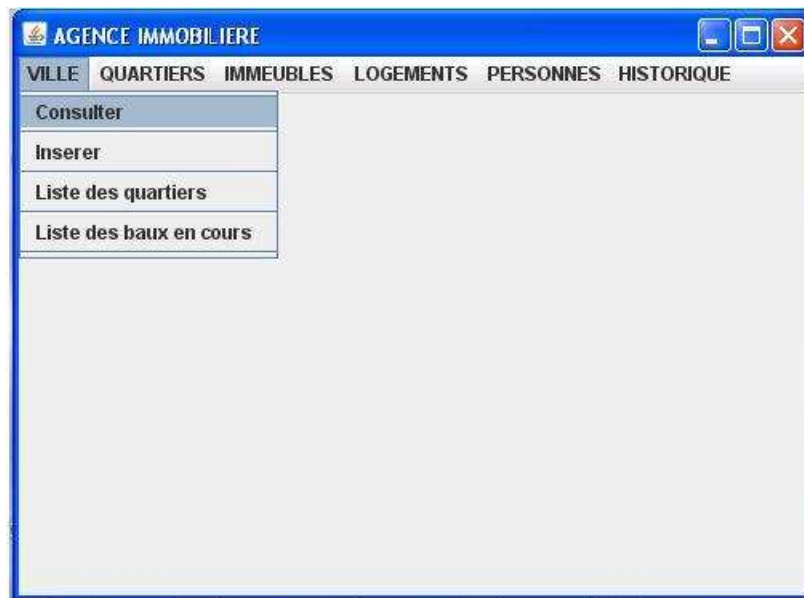 AGENCE IMMOBILIERE
VILLE QUARTIERS IMMEUBLES LOGEMENTS PERSONNES HISTORIQUE
Consulter
Inserer
Liste des quartiers
Liste des baux en cours